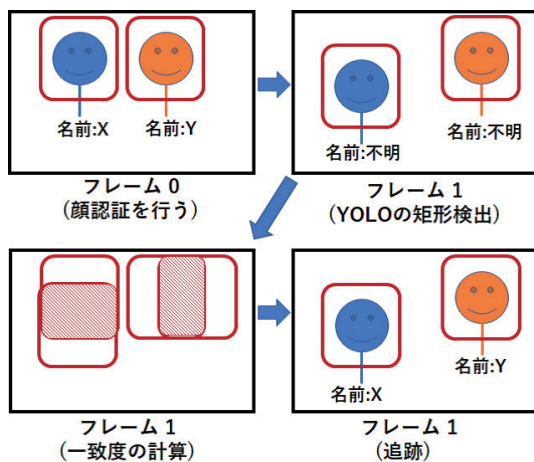 名前:X
名前:Y
フレーム 0
(顔認証を行う)
名前:不明
名前:不明
フレーム 1
(YOLOの矩形検出)
フレーム 1
(一致度の計算)
名前:X
名前:Y
フレーム 1
(追跡)